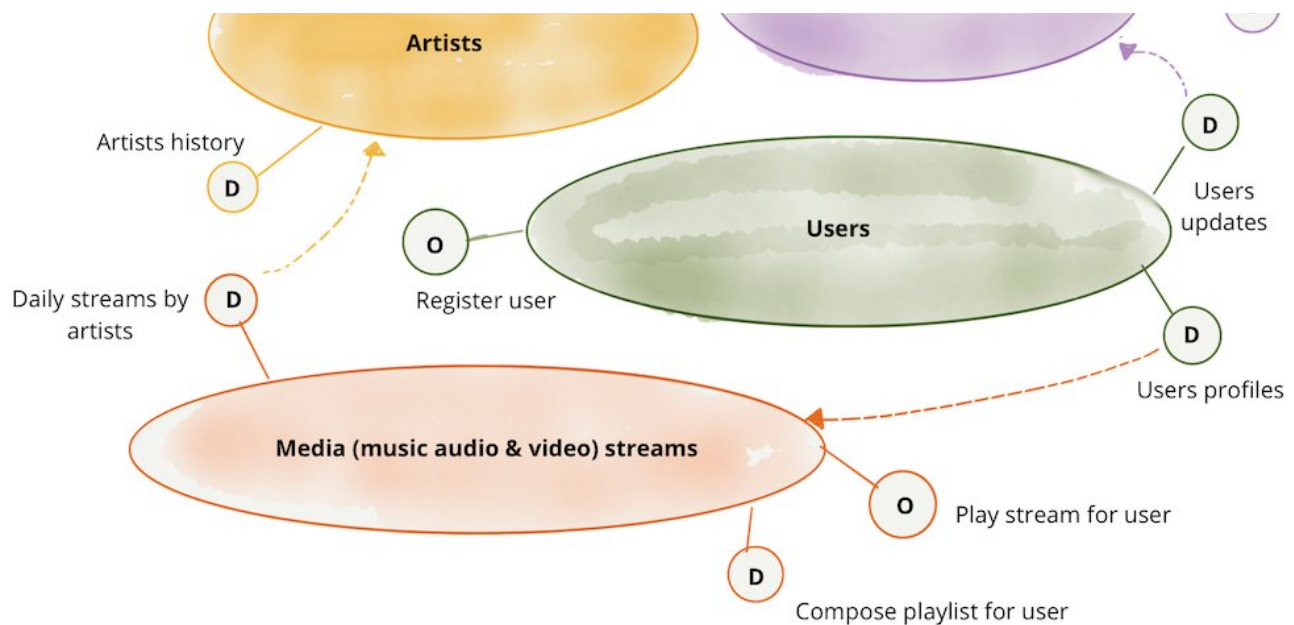 Artists
Artists history
D
D
Users
updates
Users
O
Register user
Daily streams by
artists
D
D
Users profiles
Media (music audio & video) streams
O
Play stream for user
D
Compose playlist for user